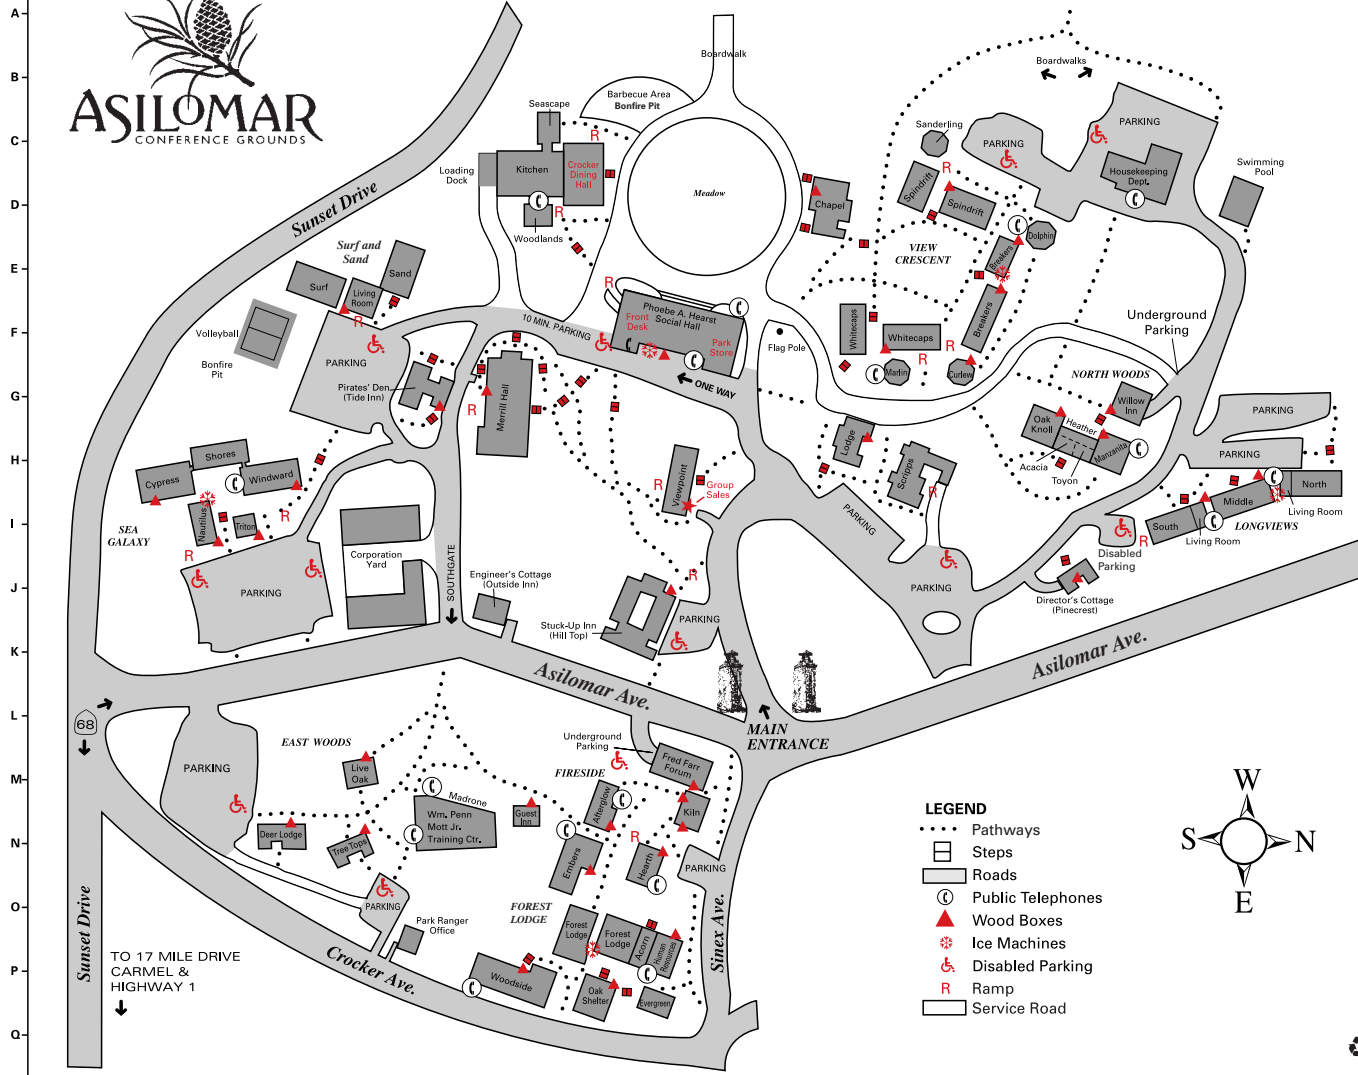 A
B
C
D
E
F
G
H
I
J
K
L
M
N
O
P
Q
ASILOMAR
CONFERENCE GROUNDS
Boardwalk
Boardwalks
Barbecue Area
Bonfire Pit
Seascape
R
Kitchen
Crocker
Dining
Hall
Loading
Dock
R
Woodlands
Meadow
Chapel
Sanderling
PARKING
PARKING
R
Spindrift
Spindrift
Housekeeping
Dept.
Swimming
Pool
Dolphin
VIEW
CRESCENT
Breakers
Breakers
Sunset Drive
Surf and
Sand
Sand
Surf
Living
Room
R
Volleyball
Bonfire
Pit
PARKING
10 MIN. PARKING
R
Phoebe A. Hearst
Social Hall
Front
Desk
Park
Store
Flag Pole
ONE WAY
Whitecaps
Whitecaps
R
R
Marlin
Curlew
Underground
Parking
NORTH WOODS
Willow
Inn
Oak
Knoll
Heather
Manzanita
Acacia
Toyon
PARKING
PARKING
Pirates' Den
(Tide Inn)
R
Merrill Hall
Lodge
Scripps
R
Shores
Cypress
Windward
Nautilus
Triton
R
R
SEA
GALAXY
PARKING
Corporation
Yard
SOUTHGATE
R
Viewpoint
Group
Sales
PARKING
PARKING
North
Middle
South
Living Room
Living Room
LONGVIEWS
R
Disabled
Parking
Director's Cottage
(Pinecrest)
Engineer's Cottage
(Outside Inn)
Stuck-Up Inn
(Hill Top)
R
PARKING
Asilomar Ave.
Asilomar Ave.
68
MAIN
ENTRANCE
EAST WOODS
PARKING
Live
Oak
Deer Lodge
Tree Tops
Madrone
Wm. Penn
Mott Jr.
Training Ctr.
Guest
Inn
Underground
Parking
FIRESIDE
Fred Farr
Forum
Afterglow
Kiln
R
Embers
Hearth
PARKING
PARKING
Park Ranger
Office
FOREST
LODGE
Forest
Lodge
Forest
Lodge
Acorn
Human
Resources
Woodside
Oak
Shelter
Evergreen
Sinex Ave.
Crocker Ave.
Sunset Drive
TO 17 MILE DRIVE
CARMEL &
HIGHWAY 1
LEGEND
Pathways
Steps
Roads
Public Telephones
Wood Boxes
Ice Machines
Disabled Parking
R Ramp
Service Road
W
S
N
E